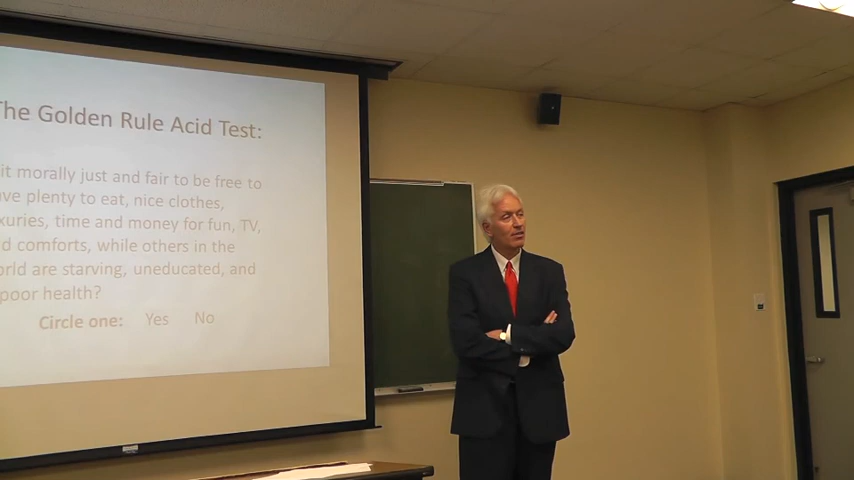 he Golden Rule Acid Test:
it morally just and fair to be free to
ve plenty to eat, nice clothes,
xuries, time and money for fun, TV,
d comforts, while others in the
orld are starving, uneducated, and
poor health?
Circle one: Yes No